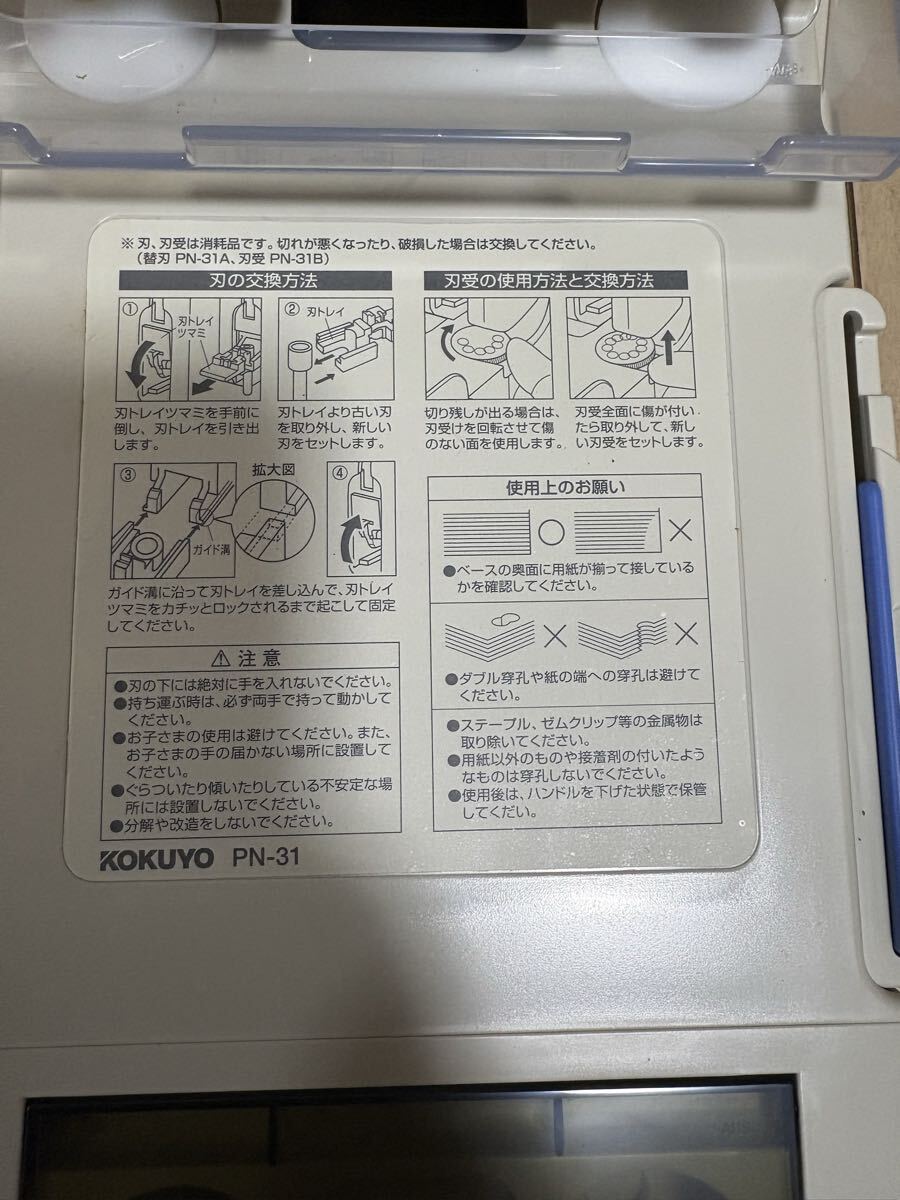 ※刃、刃受は消耗品です。切れが悪くなったり、破損した場合は交換してください。
(替刃 PN-31A、刃受 PN-31B)
刃の交換方法
①
刃トレイ
ツマミ
②
刃トレイ
刃トレイツマミを手前に
倒し、刃トレイを引き出
します。
刃トレイより古い刃
を取り外し、新しい
刃をセットします。
③
拡大図
ガイド溝
④
ガイド溝に沿って刃トレイを差し込んで、刃トレイ
ツマミをカチッとロックされるまで起こして固定
してください。
⚠注意
●刃の下には絶対に手を入れないでください。
●持ち運ぶ時は、必ず両手で持って動かして
ください。
●お子さまの使用は避けてください。また、
お子さまの手の届かない場所に設置して
ください。
●ぐらついたり傾いたりしている不安定な場
所には設置しないでください。
●分解や改造をしないでください。
刃受の使用方法と交換方法
切り残しが出る場合は、
刃受けを回転させて傷
のない面を使用します。
刃受全面に傷が付い
たら取り外して、新し
い刃受をセットします。
使用上のお願い
●ベースの奥面に用紙が揃って接している
かを確認してください。
●ダブル穿孔や紙の端への穿孔は避けて
ください。
●ステープル、ゼムクリップ等の金属物は
取り除いてください。
●用紙以外のものや接着剤の付いたよう
なものは穿孔しないでください。
●使用後は、ハンドルを下げた状態で保管
してくだい。
KOKUYO PN-31